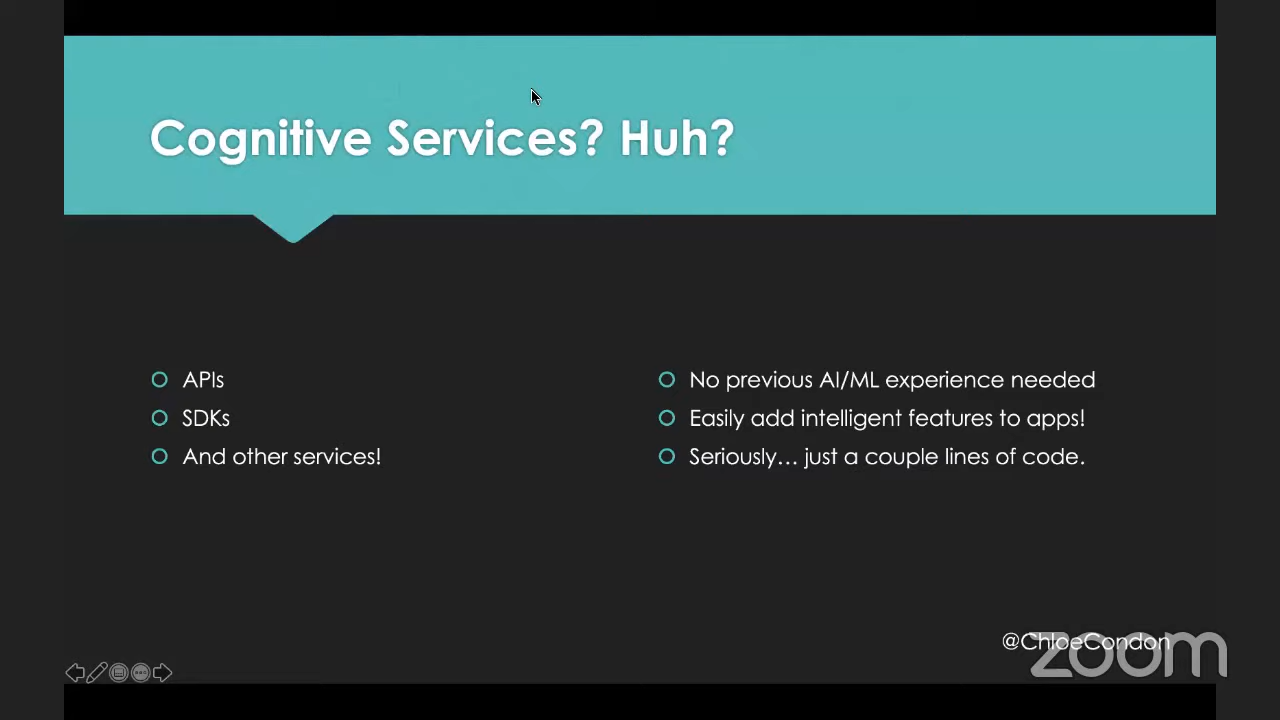 Cognitive Services? Huh?
APIs
SDKs
And other services!
No previous AI/ML experience needed
Easily add intelligent features to apps!
Seriously... just a couple lines of code.
@ChloeCondon
zoom